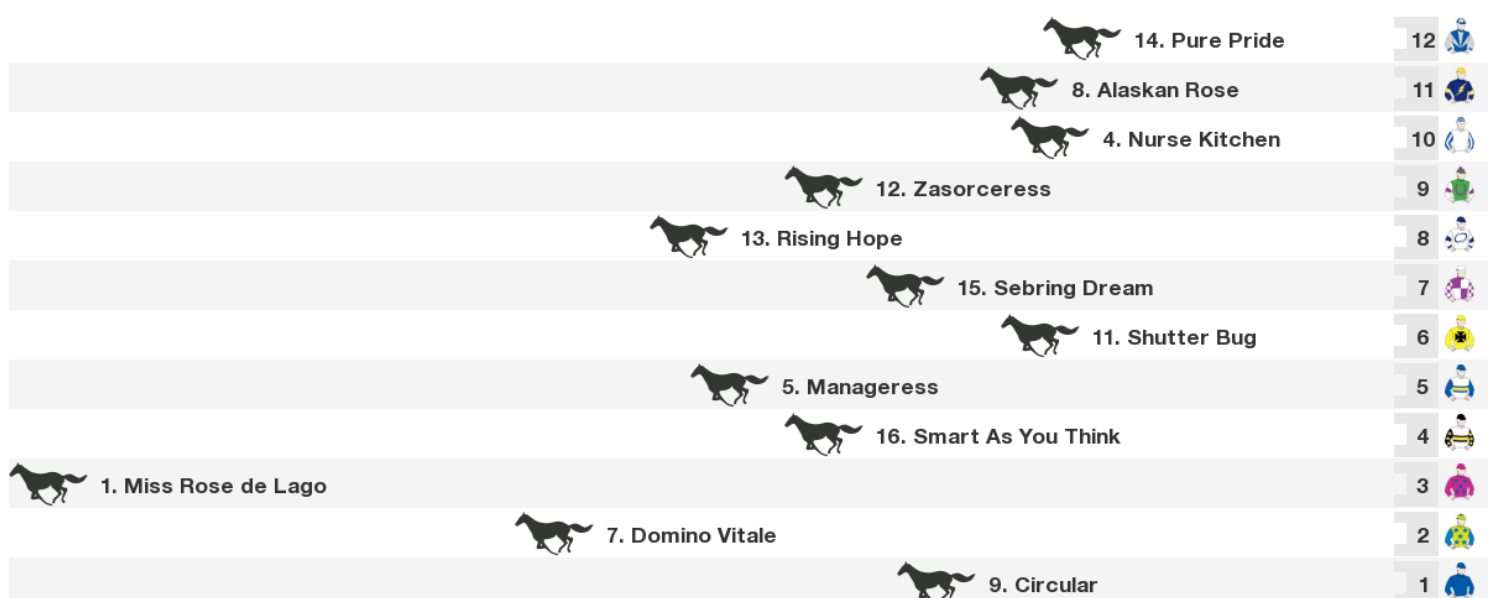 14. Pure Pride 12
8. Alaskan Rose 11
4. Nurse Kitchen 10
12. Zasorceress 9
13. Rising Hope 8
15. Sebring Dream 7
11. Shutter Bug 6
5. Manageress 5
16. Smart As You Think 4
1. Miss Rose de Lago 3
7. Domino Vitale 2
9. Circular 1